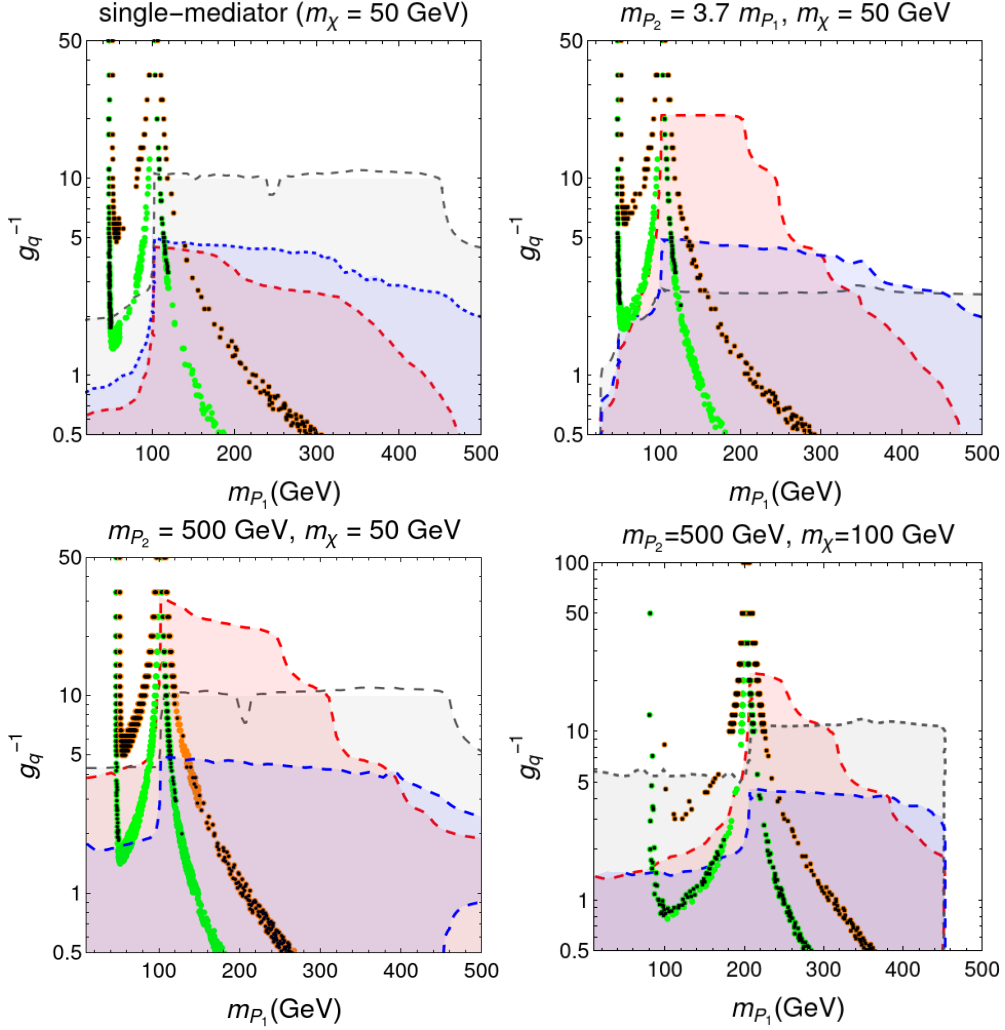 single−mediator (mχ = 50 GeV)
50
10
5
1
0.5
gq⁻¹
100 200 300 400 500
mP₁(GeV)
mP₂ = 3.7 mP₁, mχ = 50 GeV
50
10
5
1
0.5
gq⁻¹
100 200 300 400 500
mP₁(GeV)
mP₂ = 500 GeV, mχ = 50 GeV
50
10
5
1
0.5
gq⁻¹
100 200 300 400 500
mP₁(GeV)
mP₂=500 GeV, mχ=100 GeV
100
50
10
5
1
0.5
gq⁻¹
100 200 300 400 500
mP₁(GeV)